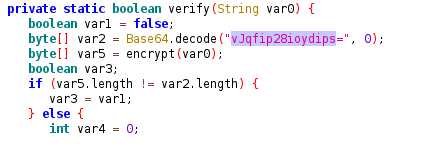 private static boolean verify(String var0) {
boolean var1 = false;
byte[] var2 = Base64.decode("vJqfip28ioydips=", 0);
byte[] var5 = encrypt(var0);
boolean var3;
if (var5.length != var2.length) {
var3 = var1;
} else {
int var4 = 0;